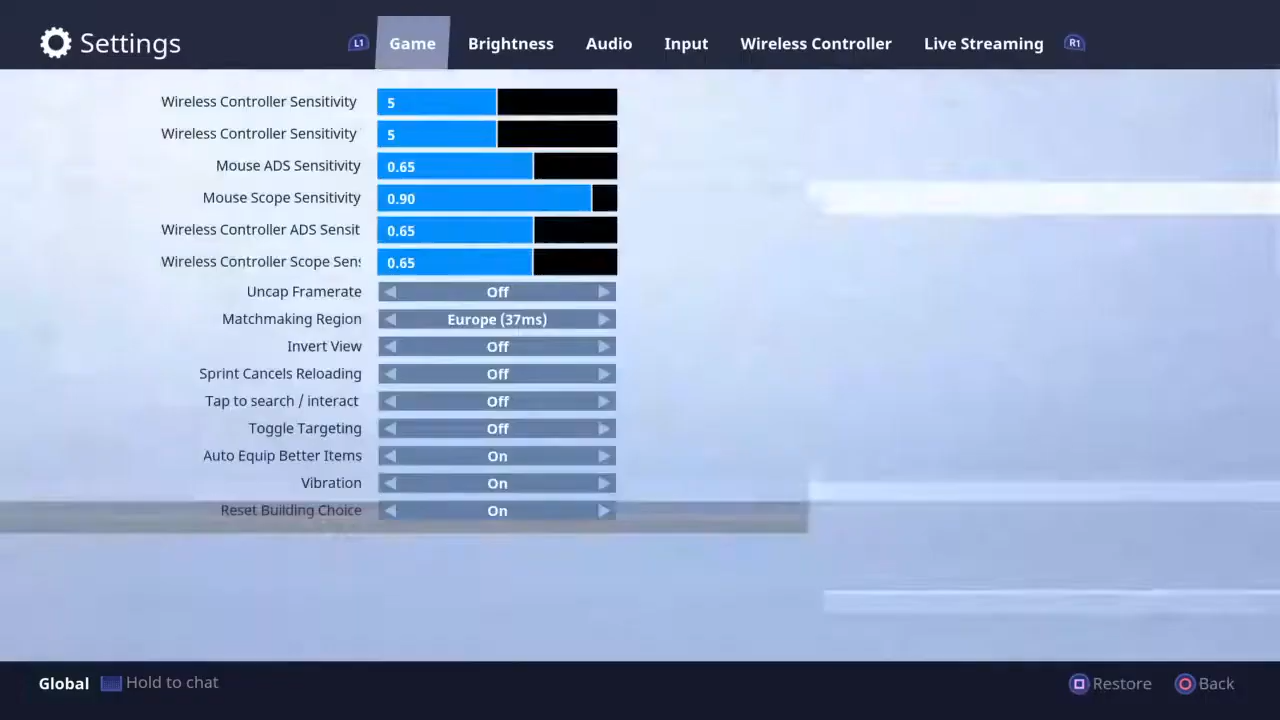 Settings
L1 Game Brightness Audio Input Wireless Controller Live Streaming R1
Wireless Controller Sensitivity 5
Wireless Controller Sensitivity 5
Mouse ADS Sensitivity 0.65
Mouse Scope Sensitivity 0.90
Wireless Controller ADS Sensit 0.65
Wireless Controller Scope Sens 0.65
Uncap Framerate Off
Matchmaking Region Europe (37ms)
Invert View Off
Sprint Cancels Reloading Off
Tap to search / interact Off
Toggle Targeting Off
Auto Equip Better Items On
Vibration On
Reset Building Choice On
Global Hold to chat Restore Back